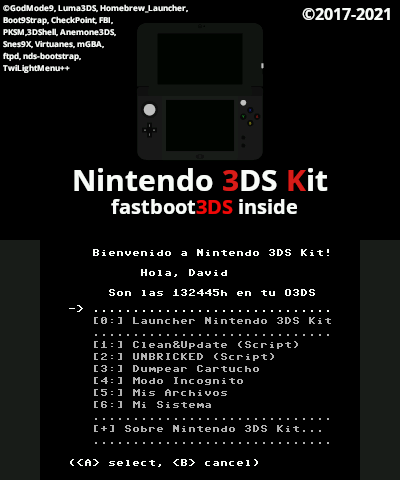 ©GodMode9, Luma3DS, Homebrew_Launcher,
Boot9Strap, CheckPoint, FBI,
PKSM,3DShell, Anemone3DS,
Snes9X, Virtuanes, mGBA,
ftpd, nds-bootstrap,
TwiLightMenu++
©2017-2021
Nintendo 3DS Kit
fastboot3DS inside
Bienvenido a Nintendo 3DS Kit!
Hola, David
Son las 132445h en tu O3DS
-> ..............................
[0:] Launcher Nintendo 3DS Kit
..............................
[1:] Clean&Update (Script)
[2:] UNBRICKED (Script)
[3:] Dumpear Cartucho
[4:] Modo Incognito
[5:] Mis Archivos
[6:] Mi Sistema
..............................
[+] Sobre Nintendo 3DS Kit...
..............................
(<A> select, <B> cancel)